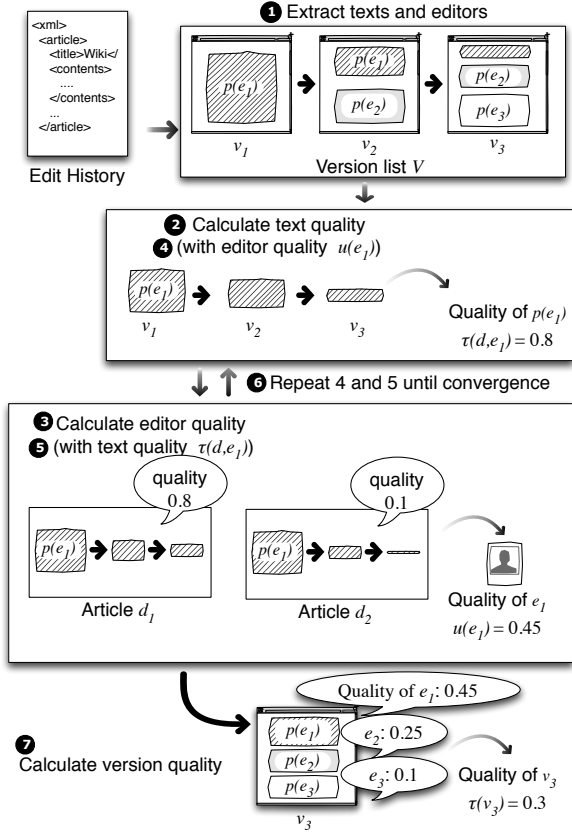 ❶ Extract texts and editors
<xml>
<article>
<title>Wiki</
<contents>
....
</contents>
...
</article>
Edit History
p(e1)
v1
p(e1)
p(e2)
v2
p(e2)
p(e3)
v3
Version list V
❷ Calculate text quality
❹ (with editor quality u(e1))
p(e1)
v1
v2
v3
Quality of p(e1)
τ(d,e1) = 0.8
❻ Repeat 4 and 5 until convergence
❸ Calculate editor quality
❺ (with text quality τ(d,e1))
quality
0.8
p(e1)
Article d1
quality
0.1
p(e1)
Article d2
Quality of e1
u(e1) = 0.45
❼
Calculate version quality
Quality of e1: 0.45
p(e1)
e2: 0.25
p(e2)
e3: 0.1
p(e3)
v3
Quality of v3
τ(v3) = 0.3